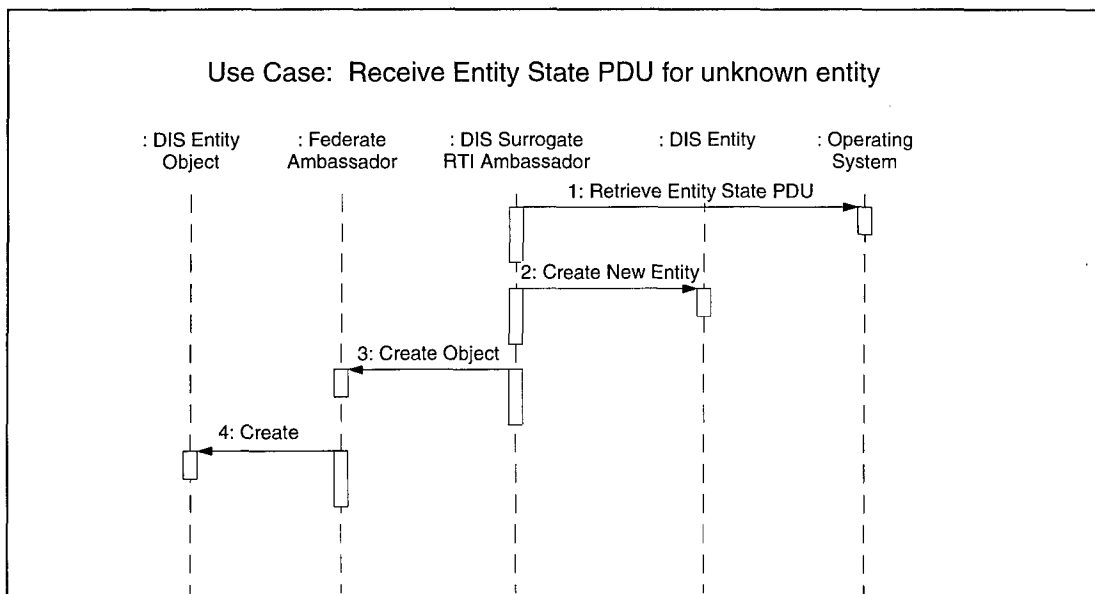 Use Case: Receive Entity State PDU for unknown entity
: DIS Entity
Object
: Federate
Ambassador
: DIS Surrogate
RTI Ambassador
: DIS Entity
: Operating
System
1: Retrieve Entity State PDU
2: Create New Entity
3: Create Object
4: Create